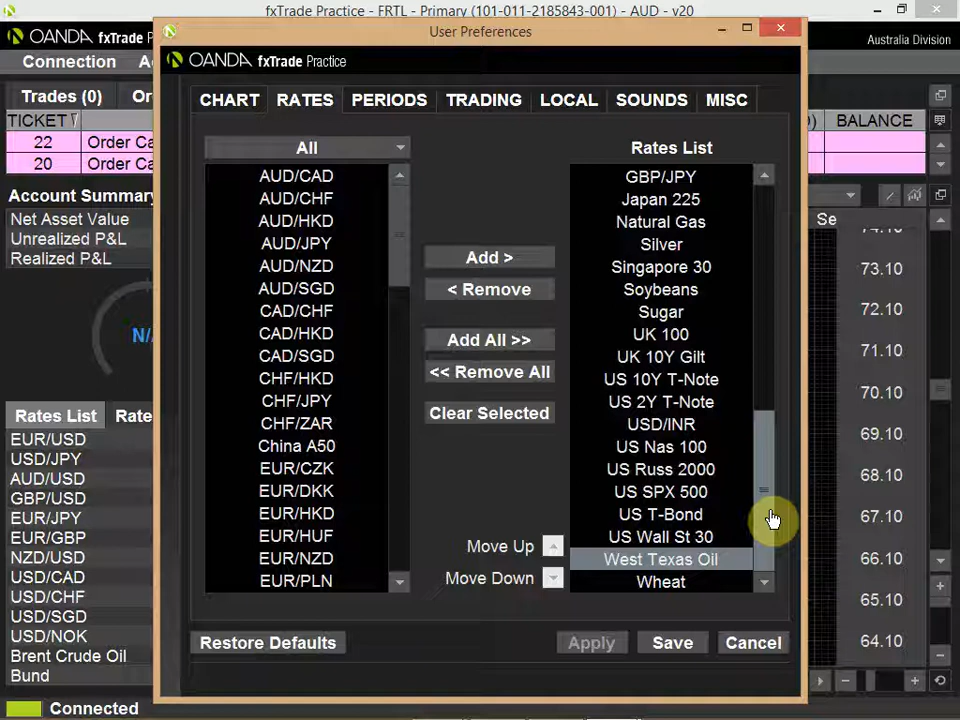 fxTrade Practice - FRTL - Primary (101-011-2185843-001) - AUD - v20
User Preferences
OANDA fxTrade P
Australia Division
OANDA fxTrade Practice
Connection
Trades (0)
CHART RATES PERIODS TRADING LOCAL SOUNDS MISC
TICKET
BALANCE
22 Order Ca
20 Order Ca
Account Summary
Net Asset Value
Unrealized P&L
Realized P&L
N/
Rates List
EUR/USD
USD/JPY
AUD/USD
GBP/USD
EUR/JPY
EUR/GBP
NZD/USD
USD/CAD
USD/CHF
USD/SGD
USD/NOK
Brent Crude Oil
Bund
Connected
All
AUD/CAD
AUD/CHF
AUD/HKD
AUD/JPY
AUD/NZD
AUD/SGD
CAD/CHF
CAD/HKD
CAD/SGD
CHF/HKD
CHF/JPY
CHF/ZAR
China A50
EUR/CZK
EUR/DKK
EUR/HKD
EUR/HUF
EUR/NZD
EUR/PLN
Add >
< Remove
Add All >>
<< Remove All
Clear Selected
Move Up
Move Down
Rates List
GBP/JPY
Japan 225
Natural Gas
Silver
Singapore 30
Soybeans
Sugar
UK 100
UK 10Y Gilt
US 10Y T-Note
US 2Y T-Note
USD/INR
US Nas 100
US Russ 2000
US SPX 500
US T-Bond
US Wall St 30
West Texas Oil
Wheat
Restore Defaults Apply Save Cancel
Se
73.10
72.10
71.10
70.10
69.10
68.10
67.10
66.10
65.10
64.10